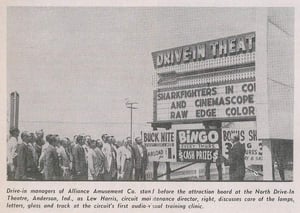 DRIVE-IN THEAT
SHARKFIGHTERS IN CO
AND CINEMASCOPE
RAW EDGE COLOR
BUCK NITE
BINGO
CASH PRIZES
Drive-in managers of Alliance Amusement Co. stand before the attraction board at the North Drive-In
Theatre, Anderson, Ind., as Lew Harris, circuit maintenance director, right, discusses care of the lamps,
letters, glass and track at the circuit's first audio-visual training clinic.